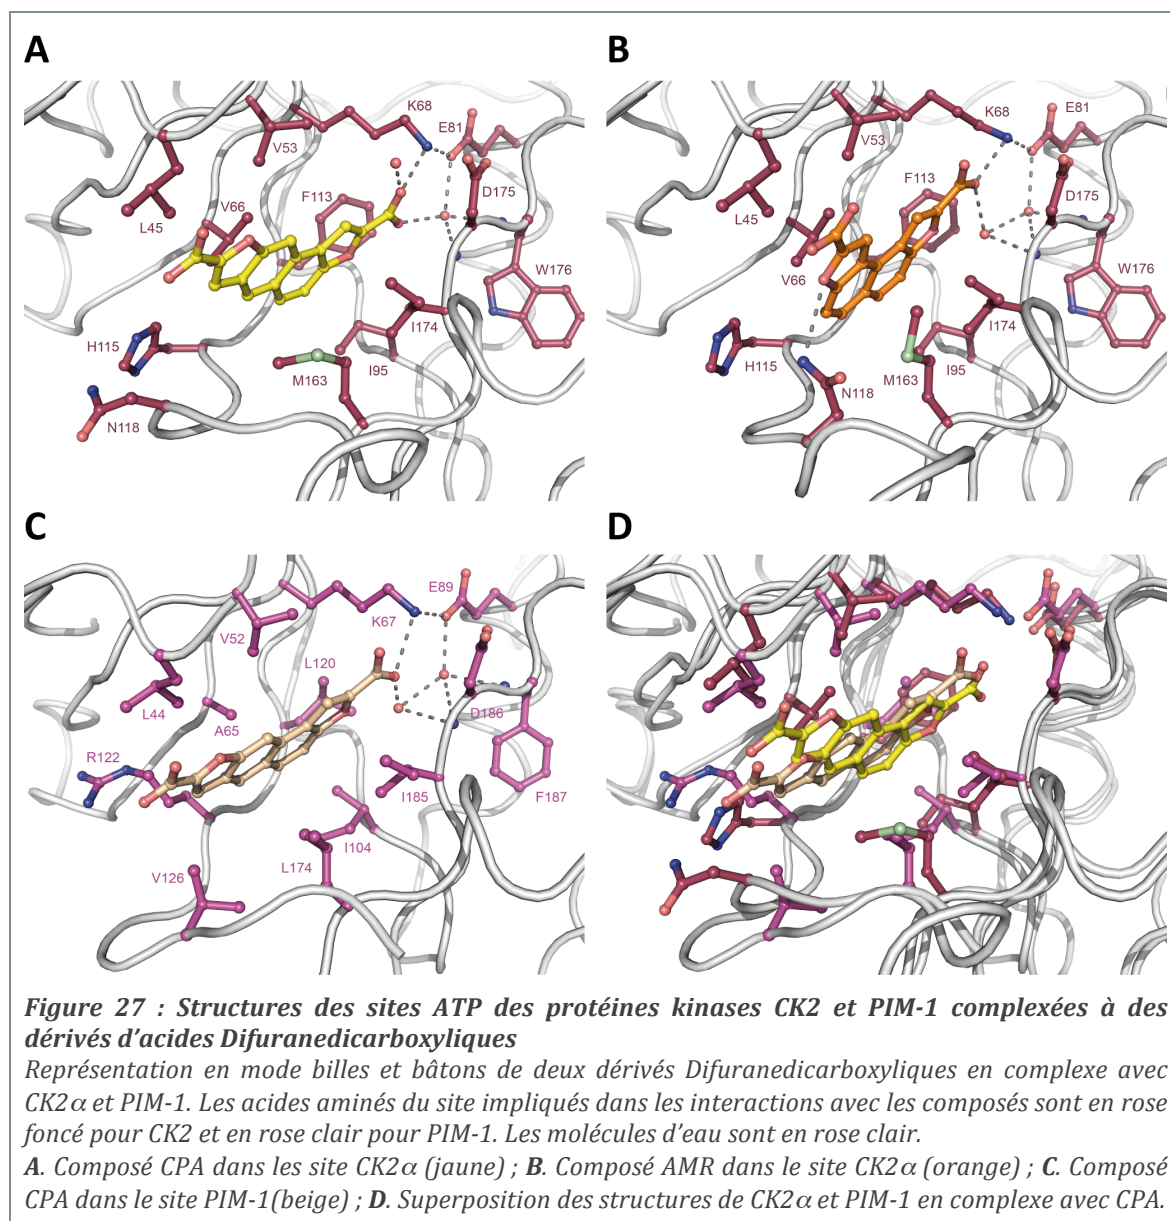 A
B
K68
E81
V53
D175
F113
L45
V66
W176
I174
H115
I95
M163
N118
K68
E81
V53
F113
D175
L45
V66
W176
I174
H115
I95
M163
N118
C
D
E89
K67
V52
L120
L44
A65
D186
R122
I185
F187
I104
L174
V126
Figure 27 : Structures des sites ATP des protéines kinases CK2 et PIM-1 complexées à des
dérivés d’acides Difuranedicarboxyliques
Représentation en mode billes et bâtons de deux dérivés Difuranedicarboxyliques en complexe avec
CK2α et PIM-1. Les acides aminés du site impliqués dans les interactions avec les composés sont en rose
foncé pour CK2 et en rose clair pour PIM-1. Les molécules d’eau sont en rose clair.
A. Composé CPA dans les site CK2α (jaune) ; B. Composé AMR dans le site CK2α (orange) ; C. Composé
CPA dans le site PIM-1(beige) ; D. Superposition des structures de CK2α et PIM-1 en complexe avec CPA.